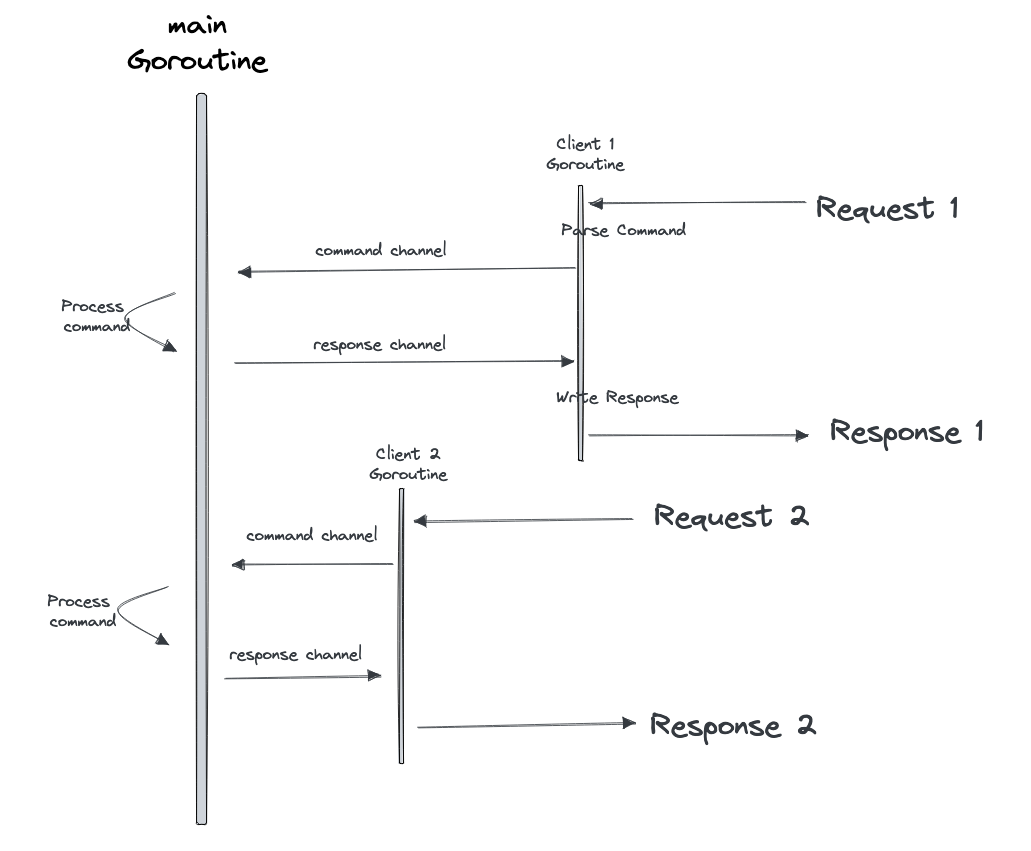 main
Goroutine
Client 1
Goroutine
Request 1
Parse Command
command channel
Process
command
response channel
Write Response
Response 1
Client 2
Goroutine
Request 2
command channel
Process
command
response channel
Response 2